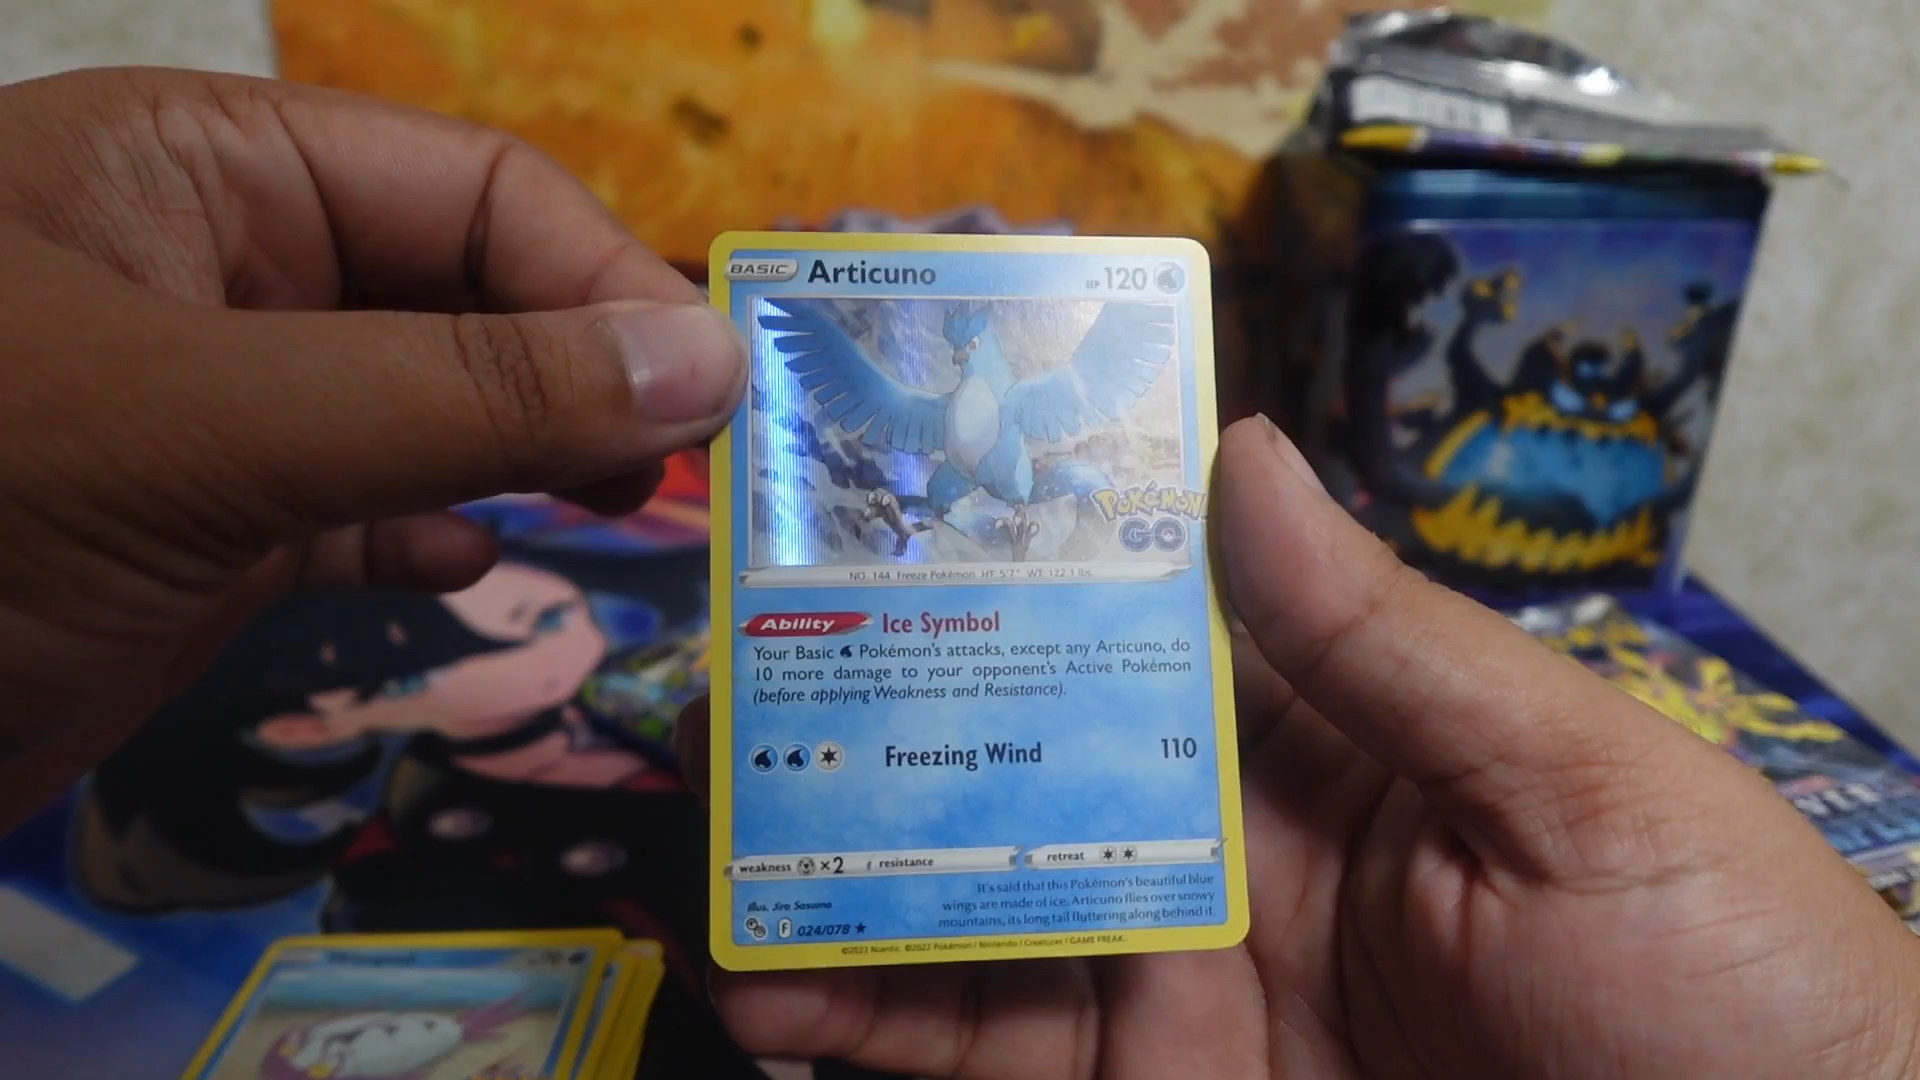 BASIC Articuno HP 120
POKÉMON
GO
NO. 144 Freeze Pokémon HT: 5'7" WT: 122.1 lbs.
Ability Ice Symbol
Your Basic Pokémon's attacks, except any Articuno, do
10 more damage to your opponent's Active Pokémon
(before applying Weakness and Resistance).
Freezing Wind 110
weakness ×2 resistance retreat
It's said that this Pokémon's beautiful blue
wings are made of ice. Articuno flies over snowy
mountains, its long tail fluttering along behind it.
Illus. Jiro Sasumo
F 024/078 ★
©2022 Niantic. ©2022 Pokémon / Nintendo / Creatures / GAME FREAK.